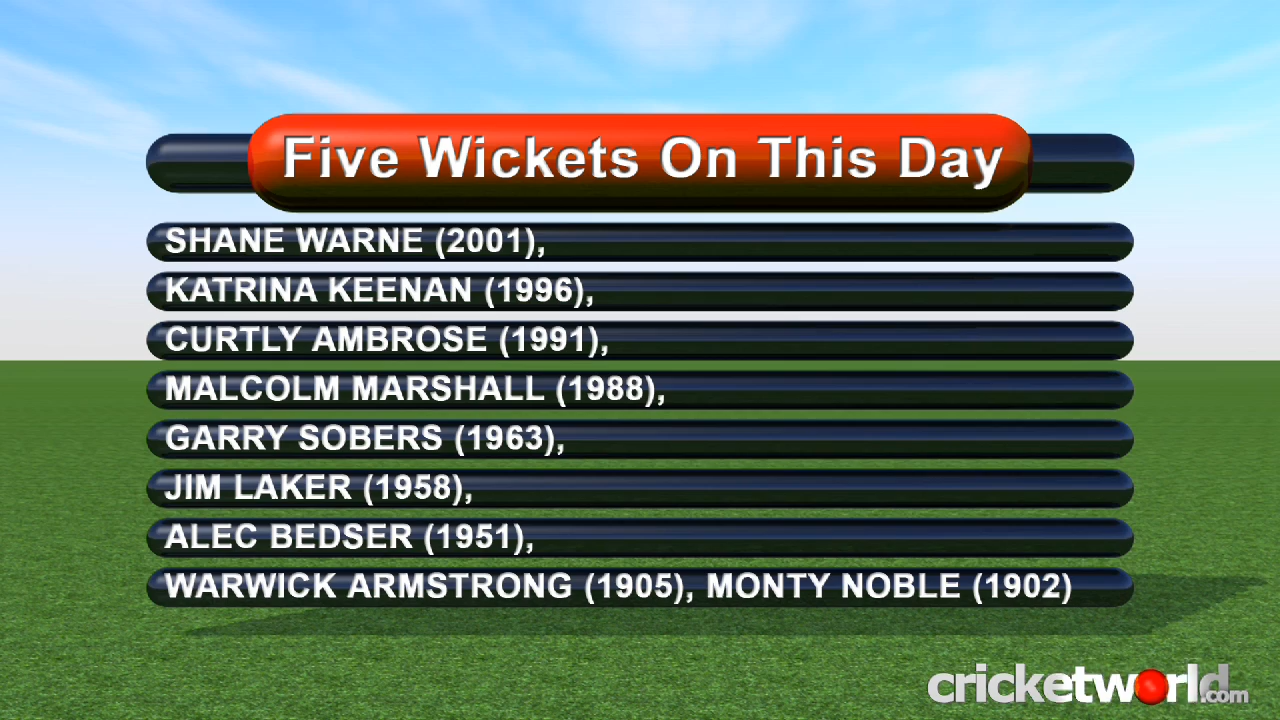 Five Wickets On This Day
SHANE WARNE (2001),
KATRINA KEENAN (1996),
CURTLY AMBROSE (1991),
MALCOLM MARSHALL (1988),
GARRY SOBERS (1963),
JIM LAKER (1958),
ALEC BEDSER (1951),
WARWICK ARMSTRONG (1905), MONTY NOBLE (1902)
cricketworld.com